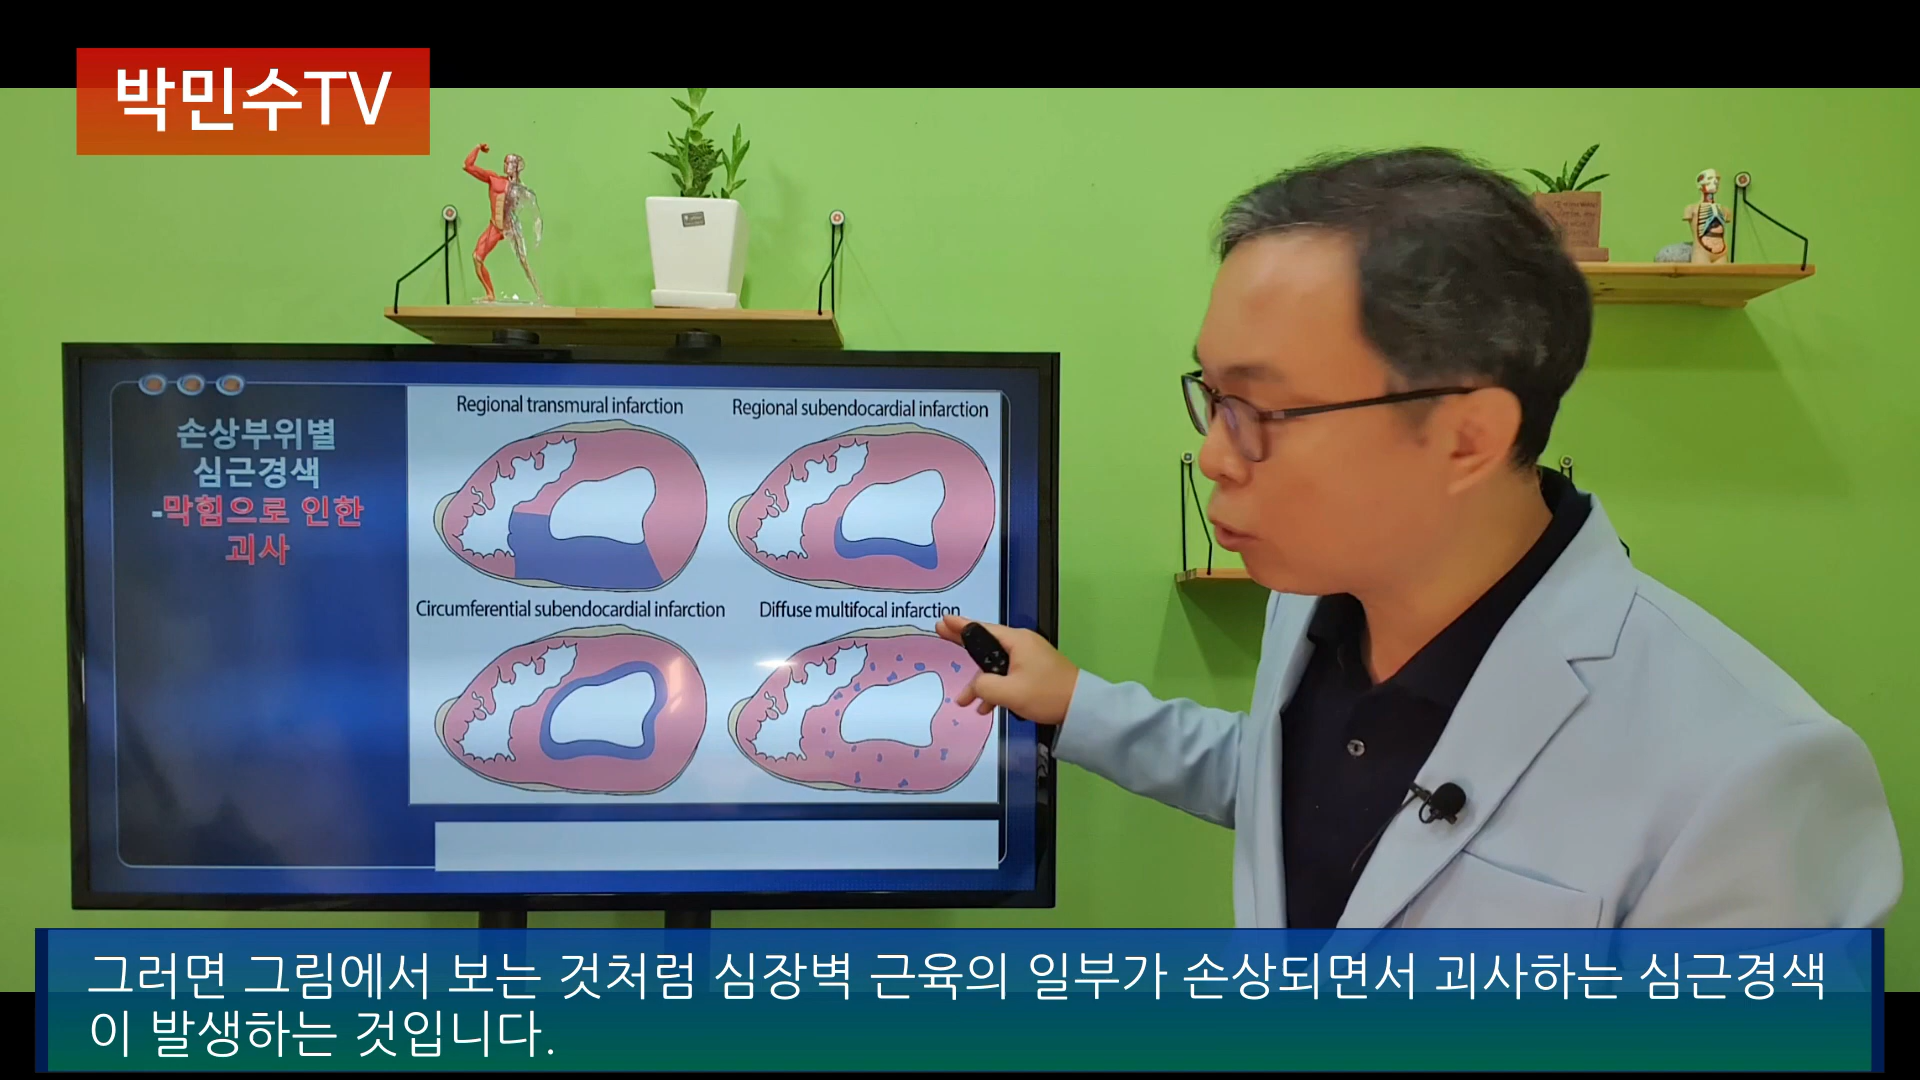 박민수TV
손상부위별
심근경색
-막힘으로 인한
괴사
Regional transmural infarction
Regional subendocardial infarction
Circumferential subendocardial infarction
Diffuse multifocal infarction
그러면 그림에서 보는 것처럼 심장벽 근육의 일부가 손상되면서 괴사하는 심근경색
이 발생하는 것입니다.